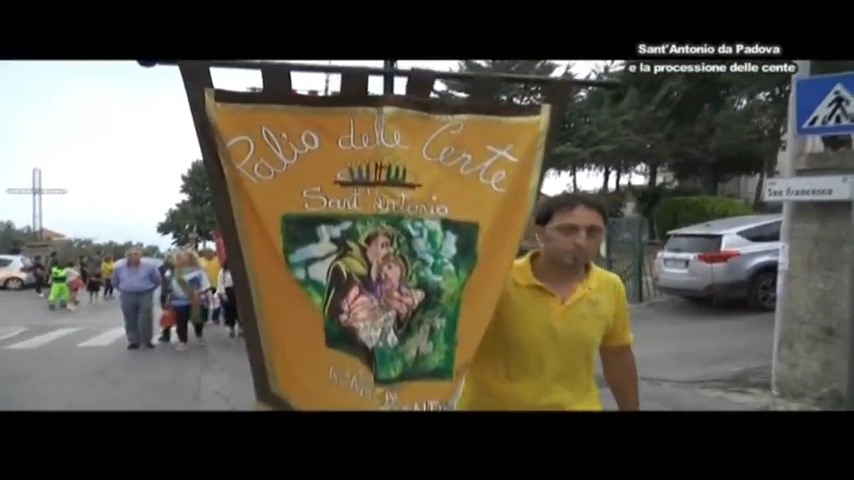 Sant'Antonio da Padova
e la processione delle cente
Palio delle Cente
Sant'Antonio
San Francesco